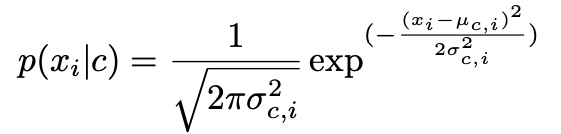 p(x_i|c) = \frac{1}{\sqrt{2\pi\sigma_{c,i}^2}} \exp^{(-\frac{(x_i-\mu_{c,i})^2}{2\sigma_{c,i}^2})}